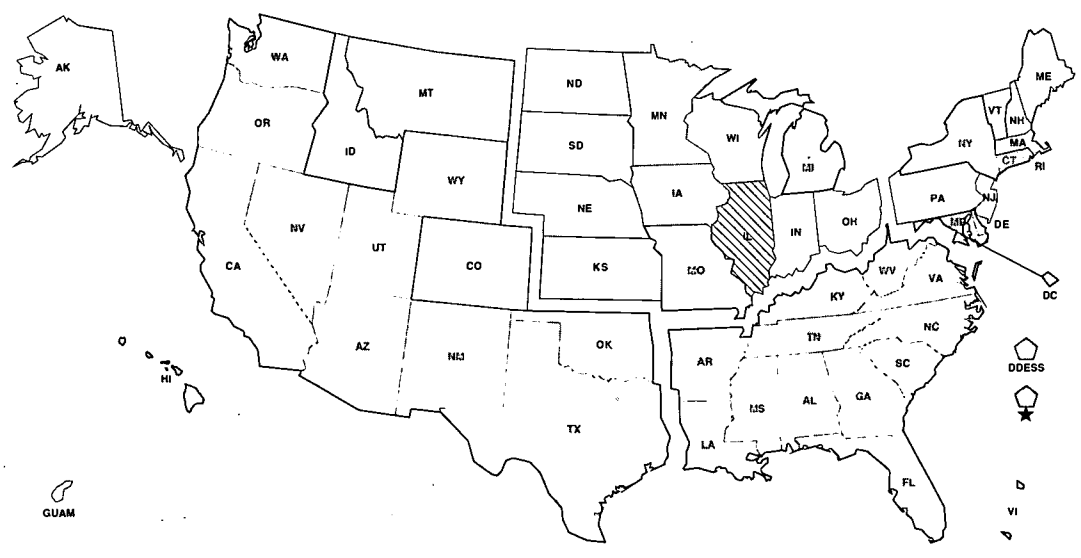 AK
WA
MT
ND
MN
ME
VT
NH
OR
ID
SD
WI
MI
NY
MA
CT
RI
WY
IA
NE
PA
NJ
NV
UT
CO
KS
MO
IL
IN
OH
MD
DE
CA
WV
VA
KY
DC
AZ
NM
OK
AR
TN
NC
SC
DDESS
HI
TX
MS
AL
GA
LA
FL
GUAM
VI